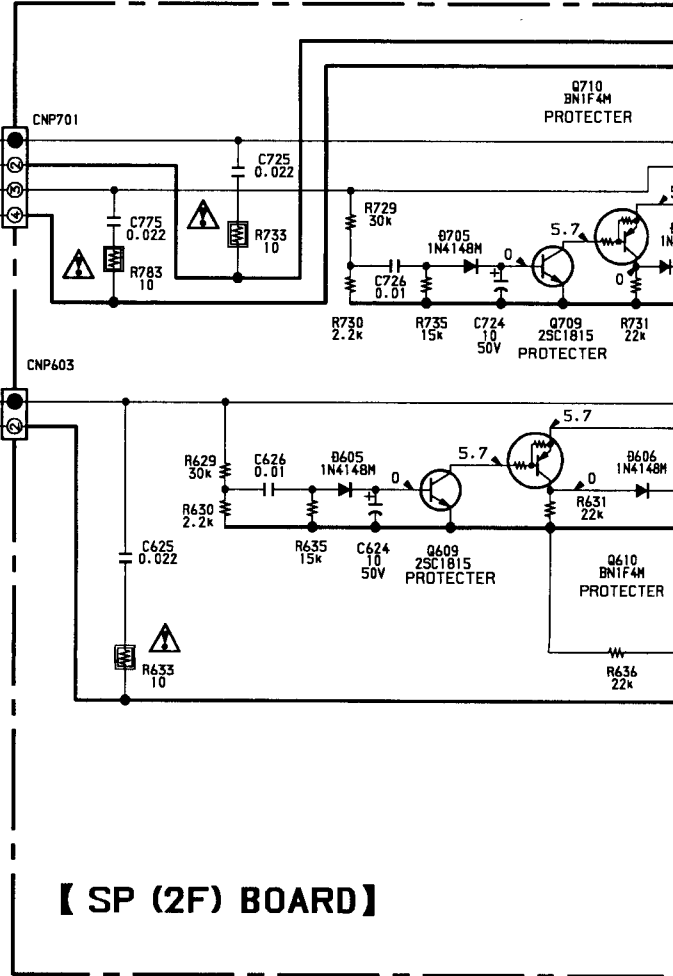 Q710
BN1F4M
PROTECTER
CNP701
2
3
4
C725
0.022
R733
10
C775
0.022
R783
10
R729
30k
C726
0.01
D705
1N4148M
0
5.7
0
R730
2.2k
R735
15k
C724
10
50V
Q709
2SC1815
PROTECTER
R731
22k
CNP603
2
5.7
R629
30k
C626
0.01
D605
1N4148M
0
5.7
0
D606
1N4148M
R630
2.2k
R631
22k
R635
15k
C624
10
50V
Q609
2SC1815
PROTECTER
Q610
BN1F4M
PROTECTER
C625
0.022
R633
10
R636
22k
【 SP (2F) BOARD】